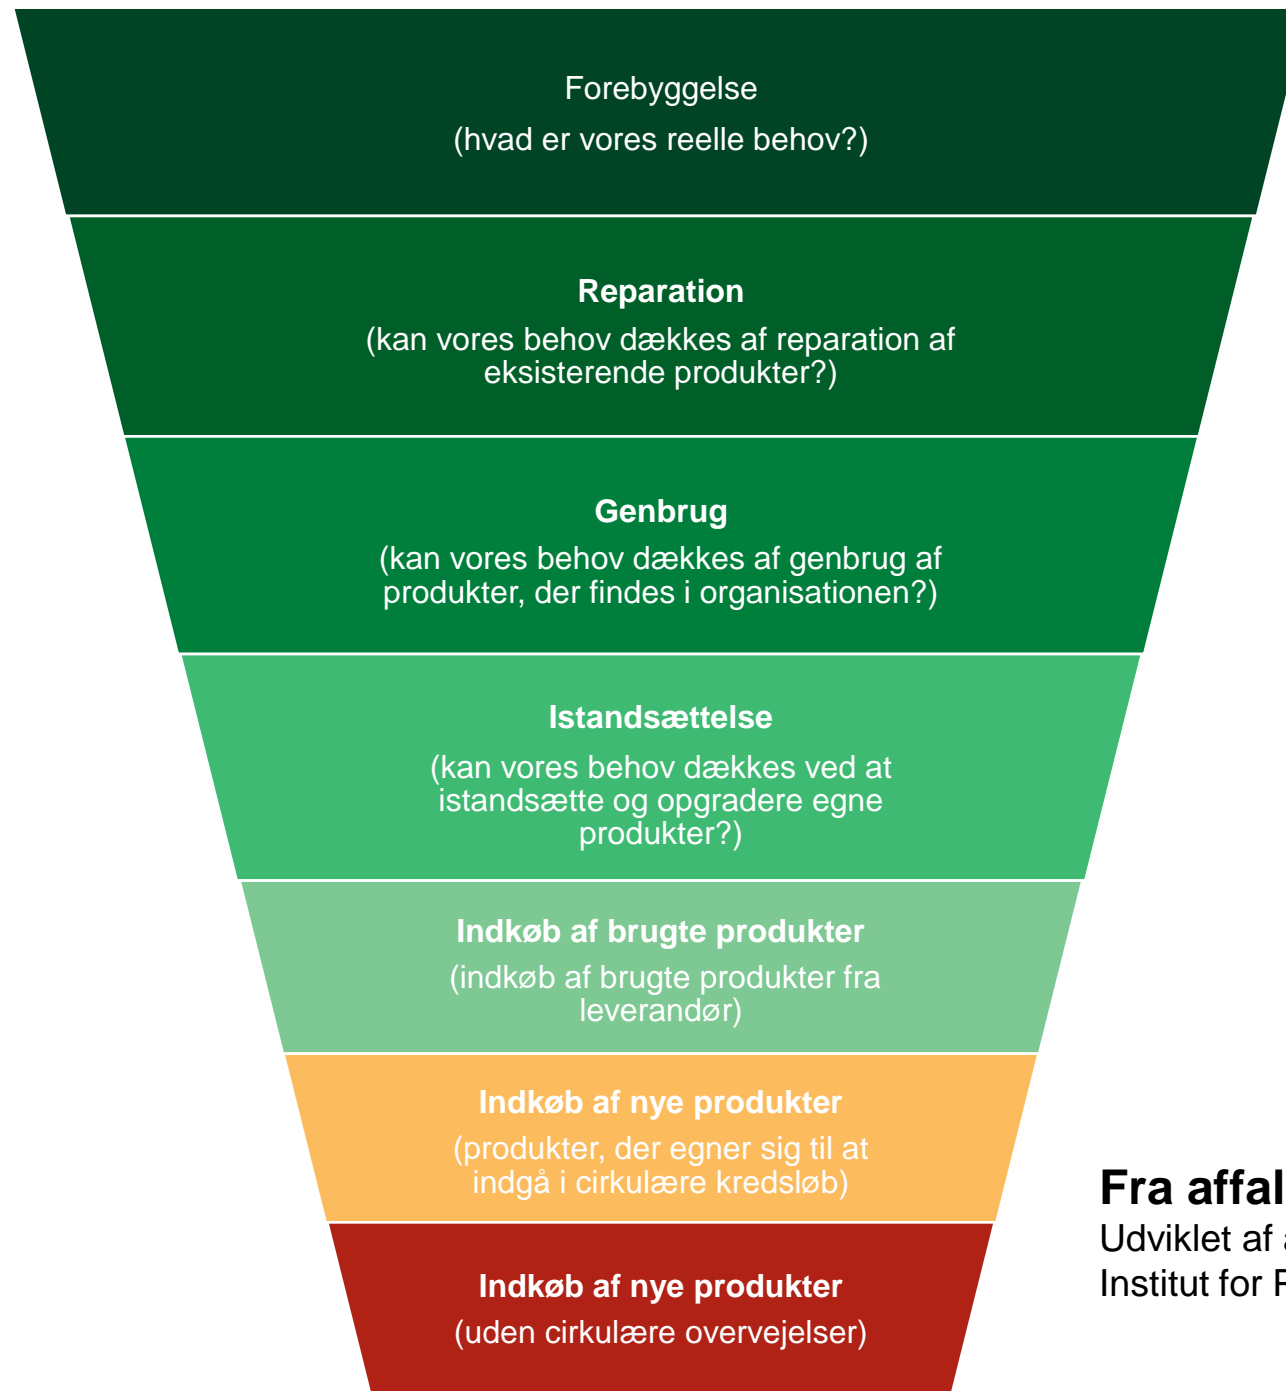 Forebyggelse
(hvad er vores reelle behov?)
Reparation
(kan vores behov dækkes af reparation af
eksisterende produkter?)
Genbrug
(kan vores behov dækkes af genbrug af
produkter, der findes i organisationen?)
Istandsættelse
(kan vores behov dækkes ved at
istandsætte og opgradere egne
produkter?)
Indkøb af brugte produkter
(indkøb af brugte produkter fra
leverandør)
Indkøb af nye produkter
(produkter, der egner sig til at
indgå i cirkulære kredsløb)
Indkøb af nye produkter
(uden cirkulære overvejelser)
Fra
Udviklet af
Institut for